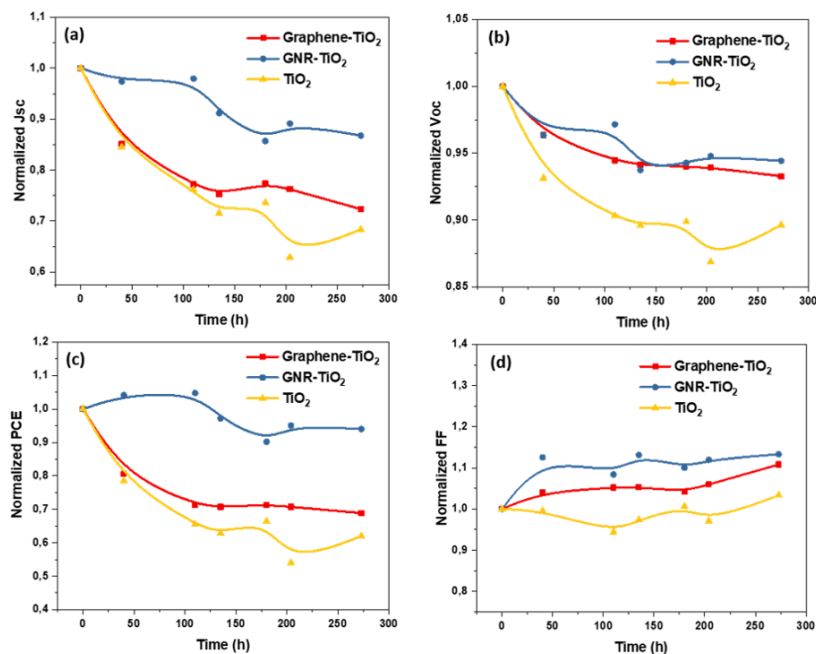 (a)
Graphene-TiO₂
GNR-TiO₂
TiO₂
Normalized Jsc
1,1
1,0
0,9
0,8
0,7
0,6
0 50 100 150 200 250 300
Time (h)
(b)
Graphene-TiO₂
GNR-TiO₂
TiO₂
Normalized Voc
1,05
1,00
0,95
0,90
0,85
0 50 100 150 200 250 300
Time (h)
(c)
Graphene-TiO₂
GNR-TiO₂
TiO₂
Normalized PCE
1,2
1,1
1,0
0,9
0,8
0,7
0,6
0,5
0,4
0 50 100 150 200 250 300
Time (h)
(d)
Graphene-TiO₂
GNR-TiO₂
TiO₂
Normalized FF
1,4
1,3
1,2
1,1
1,0
0,9
0,8
0 50 100 150 200 250 300
Time (h)